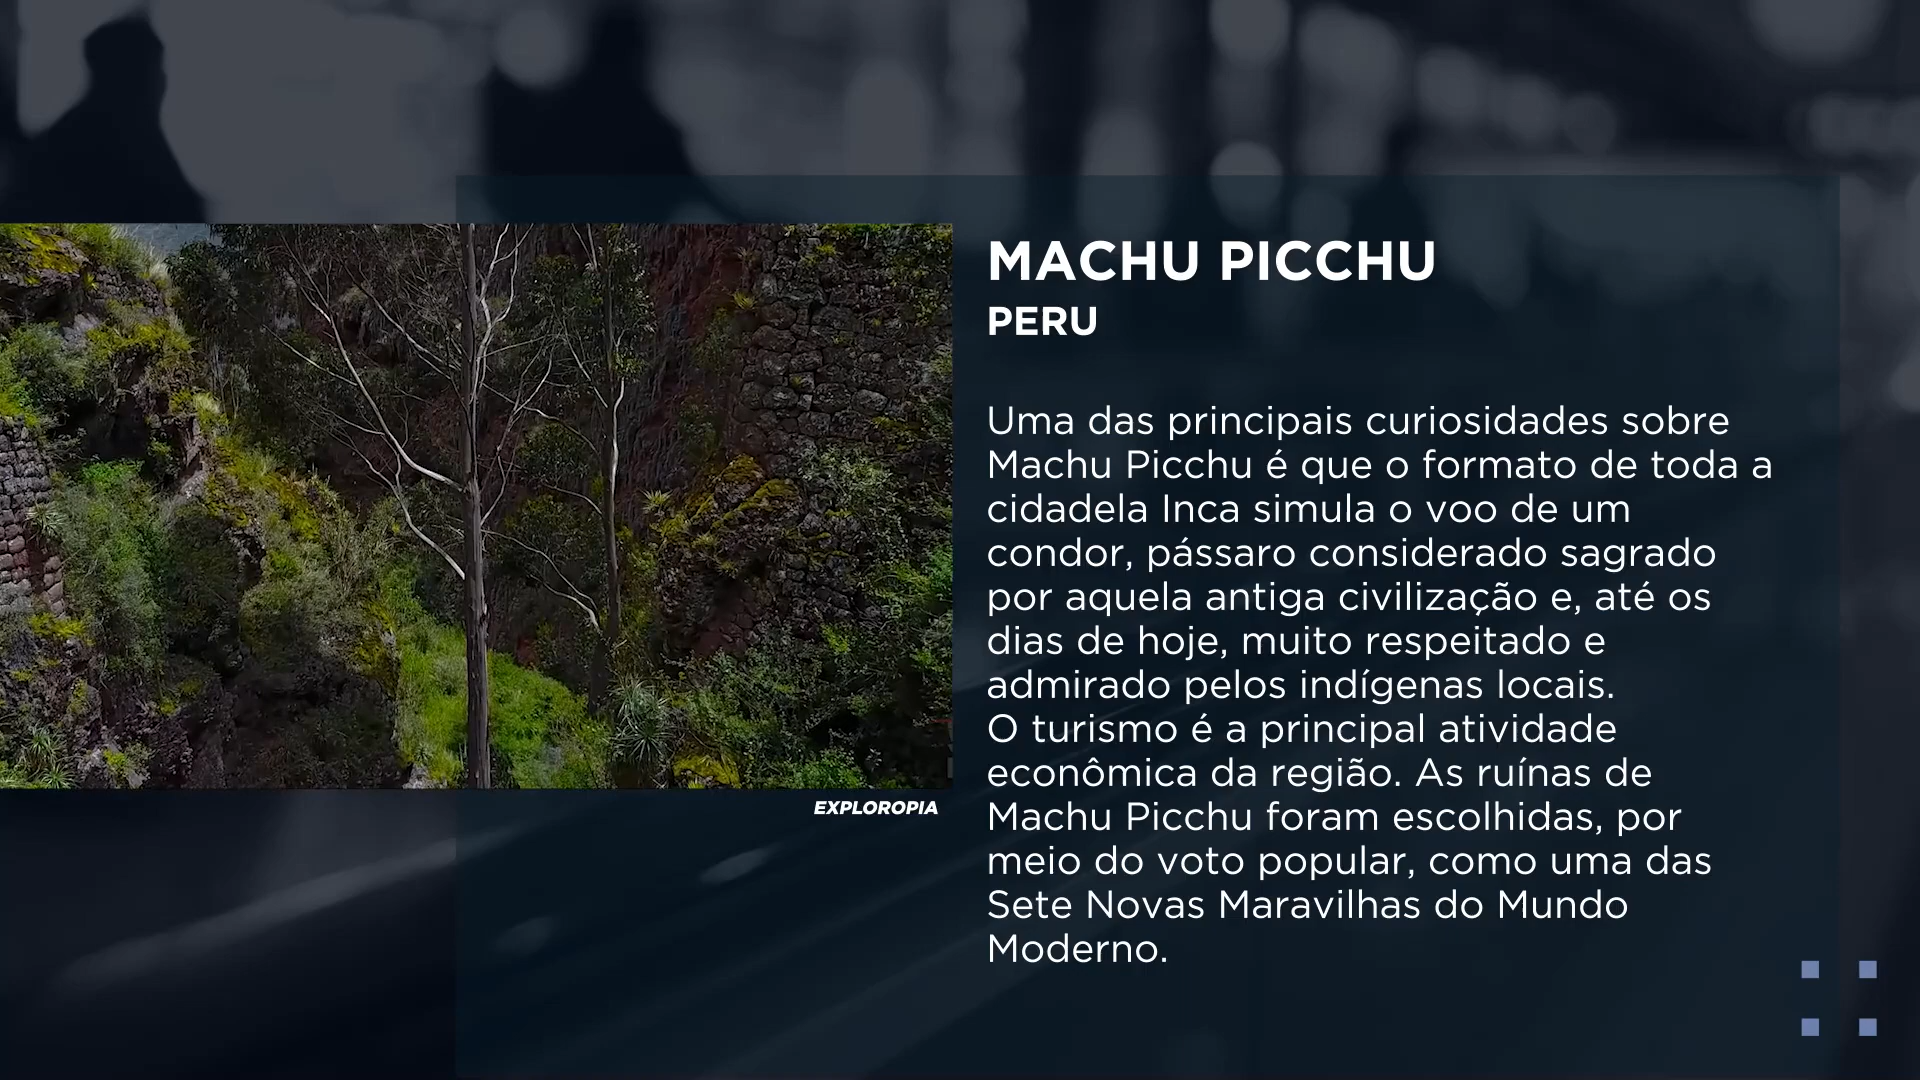 MACHU PICCHU
PERU
Uma das principais curiosidades sobre
Machu Picchu é que o formato de toda a
cidadela Inca simula o voo de um
condor, pássaro considerado sagrado
por aquela antiga civilização e, até os
dias de hoje, muito respeitado e
admirado pelos indígenas locais.
O turismo é a principal atividade
econômica da região. As ruínas de
Machu Picchu foram escolhidas, por
meio do voto popular, como uma das
Sete Novas Maravilhas do Mundo
Moderno.
EXPLOROPIA